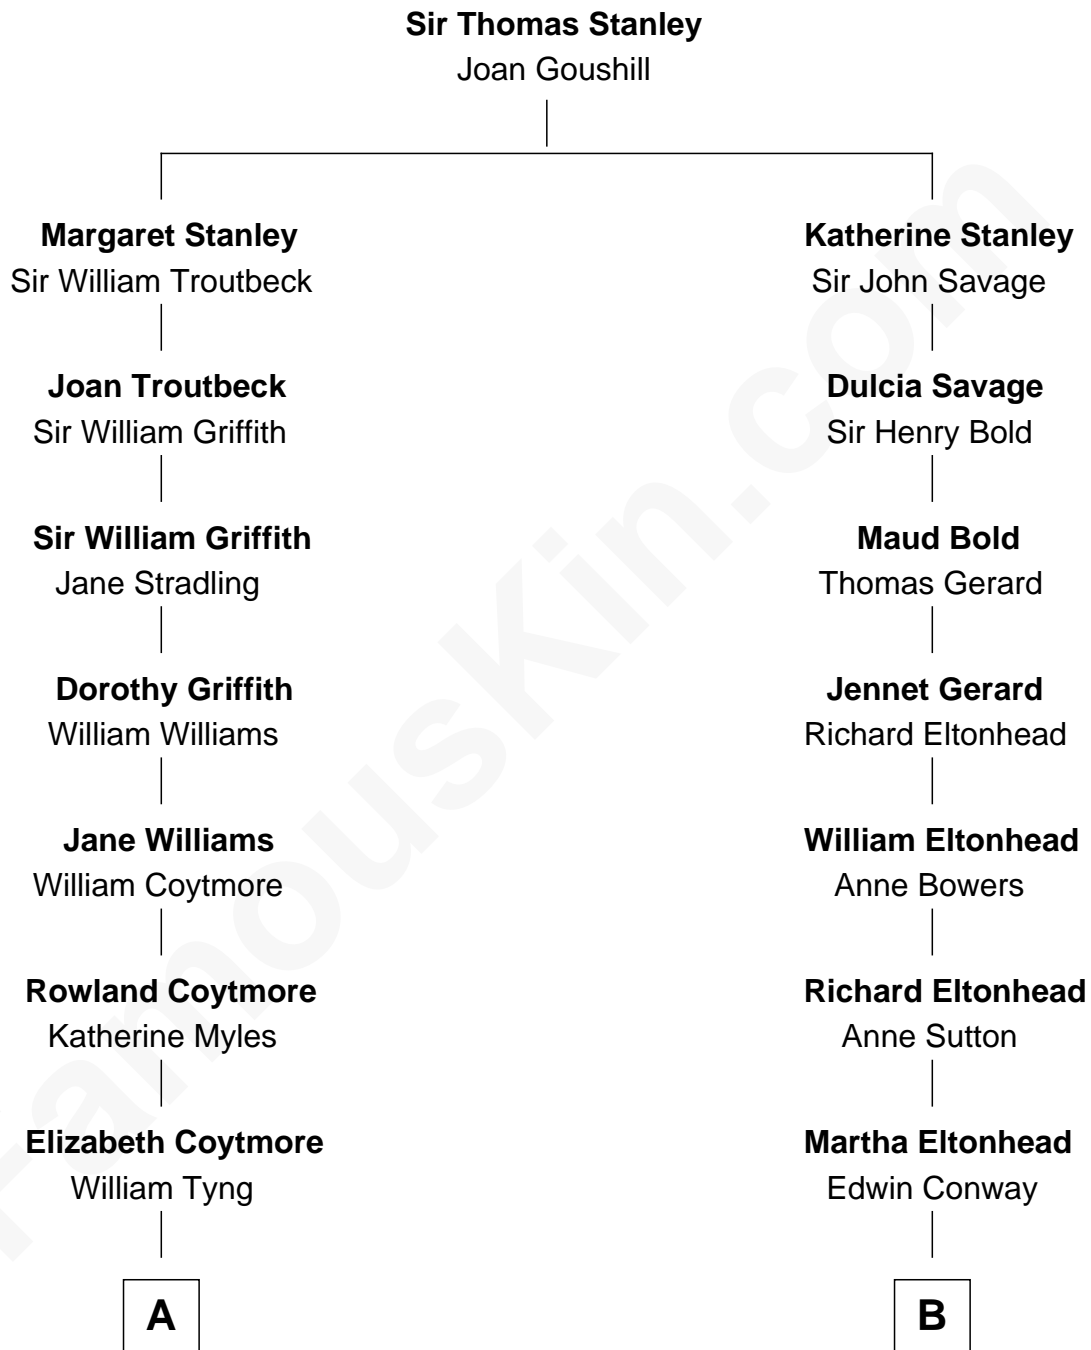 Sir Thomas Stanley
Joan Goushill
Margaret Stanley
Sir William Troutbeck
Katherine Stanley
Sir John Savage
Joan Troutbeck
Sir William Griffith
Dulcia Savage
Sir Henry Bold
Sir William Griffith
Jane Stradling
Maud Bold
Thomas Gerard
Dorothy Griffith
William Williams
Jennet Gerard
Richard Eltonhead
Jane Williams
William Coytmore
William Eltonhead
Anne Bowers
Rowland Coytmore
Katherine Myles
Richard Eltonhead
Anne Sutton
Elizabeth Coytmore
William Tyng
Martha Eltonhead
Edwin Conway
A
B
FamousKin.com